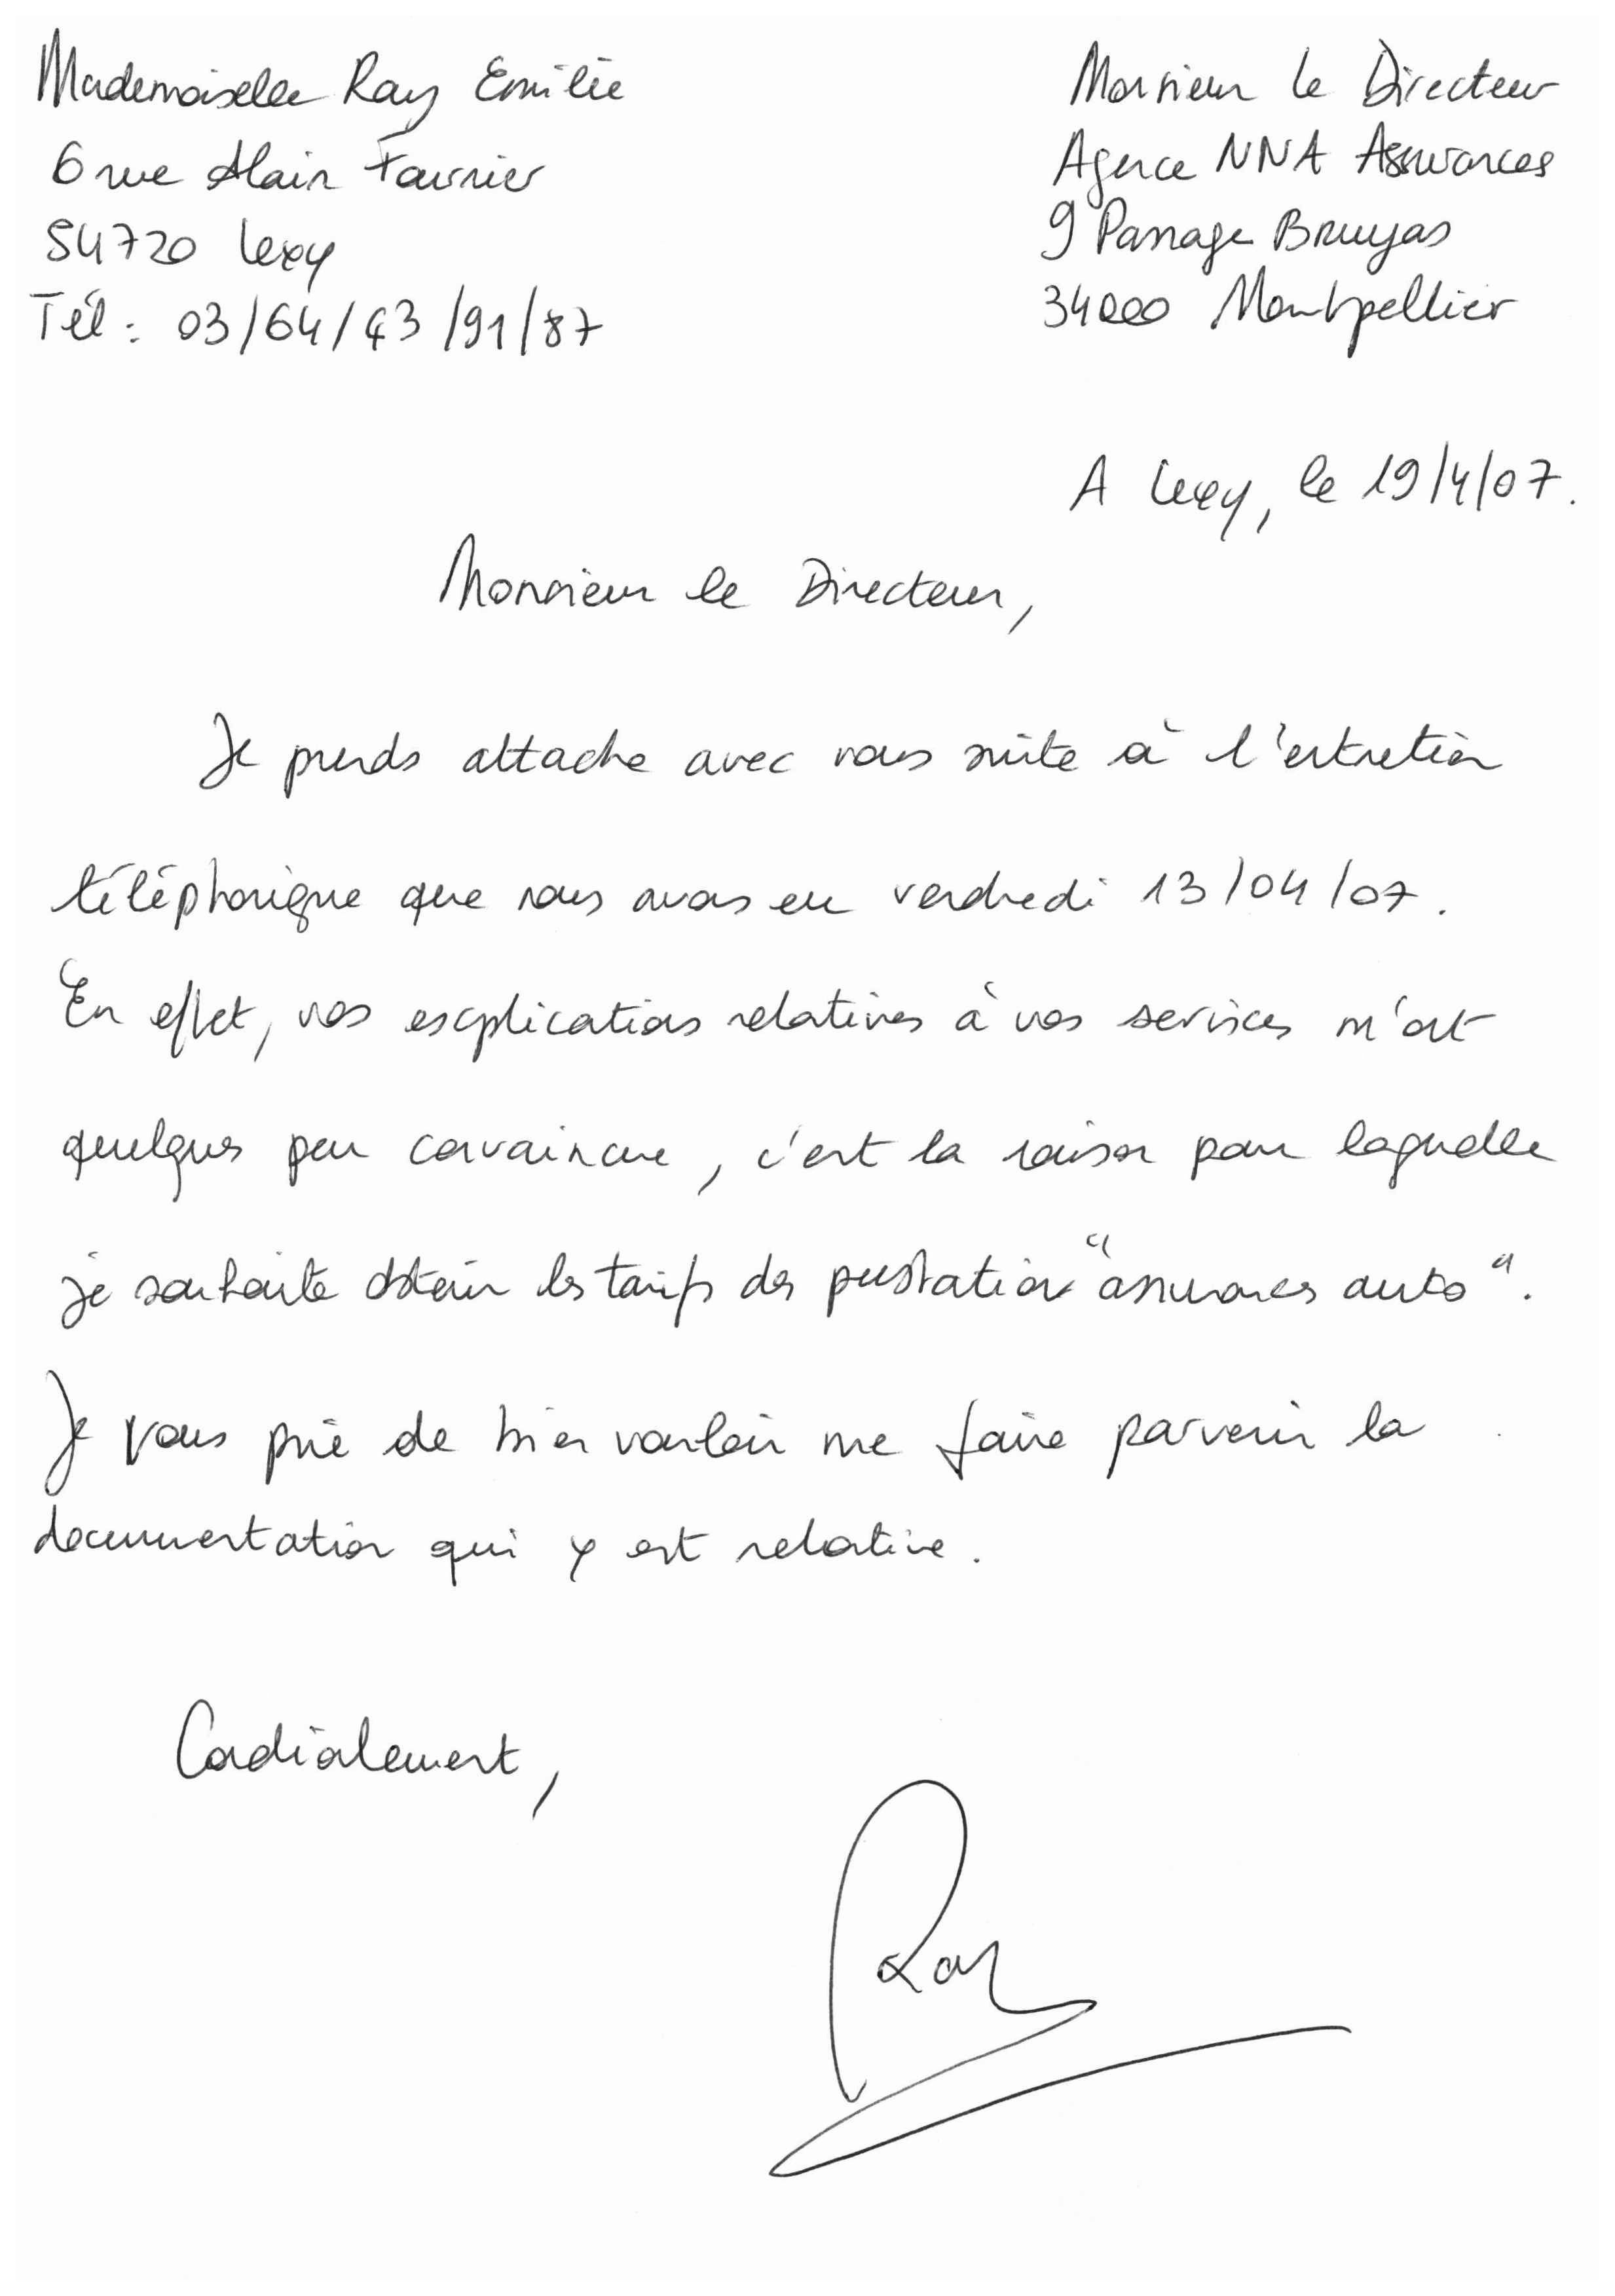 Mademoiselle Ray Emilie
6 rue Alain Fournier
54720 Lexy
Tél : 03/64/43/91/87
Monsieur le Directeur
Agence NNA Assurances
9 Passage Bruyas
34000 Montpellier
A Lexy, le 19/4/07.
Monsieur le Directeur,
Je prends attache avec vous suite à l'entretien
téléphonique que nous avons eu vendredi 13/04/07.
En effet, vos explications relatives à vos services m'ont
quelques peu convaincue, c'est la raison pour laquelle
je souhaite obtenir les tarifs des prestation "assurances auto".
Je vous prie de bien vouloir me faire parvenir la
documentation qui y est relative.
Cordialement,
Ray